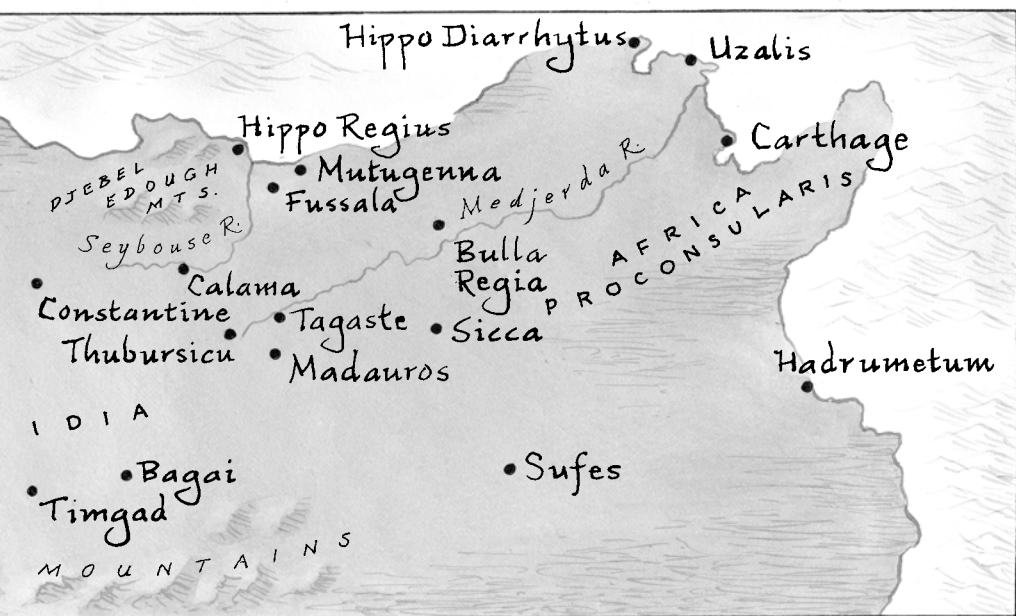 Hippo Diarrhytus
Uzalis
Hippo Regius
Carthage
Mutugenna
Fussala
DJEBEL
EDOUGH
MTS.
Medjerda R.
AFRICA
PROCONSULARIS
Seybouse R.
Bulla
Regia
Calama
Constantine
Tagaste
Sicca
Thubursicu
Madauros
Hadrumetum
IDIA
Bagai
Sufes
Timgad
MOUNTAINS